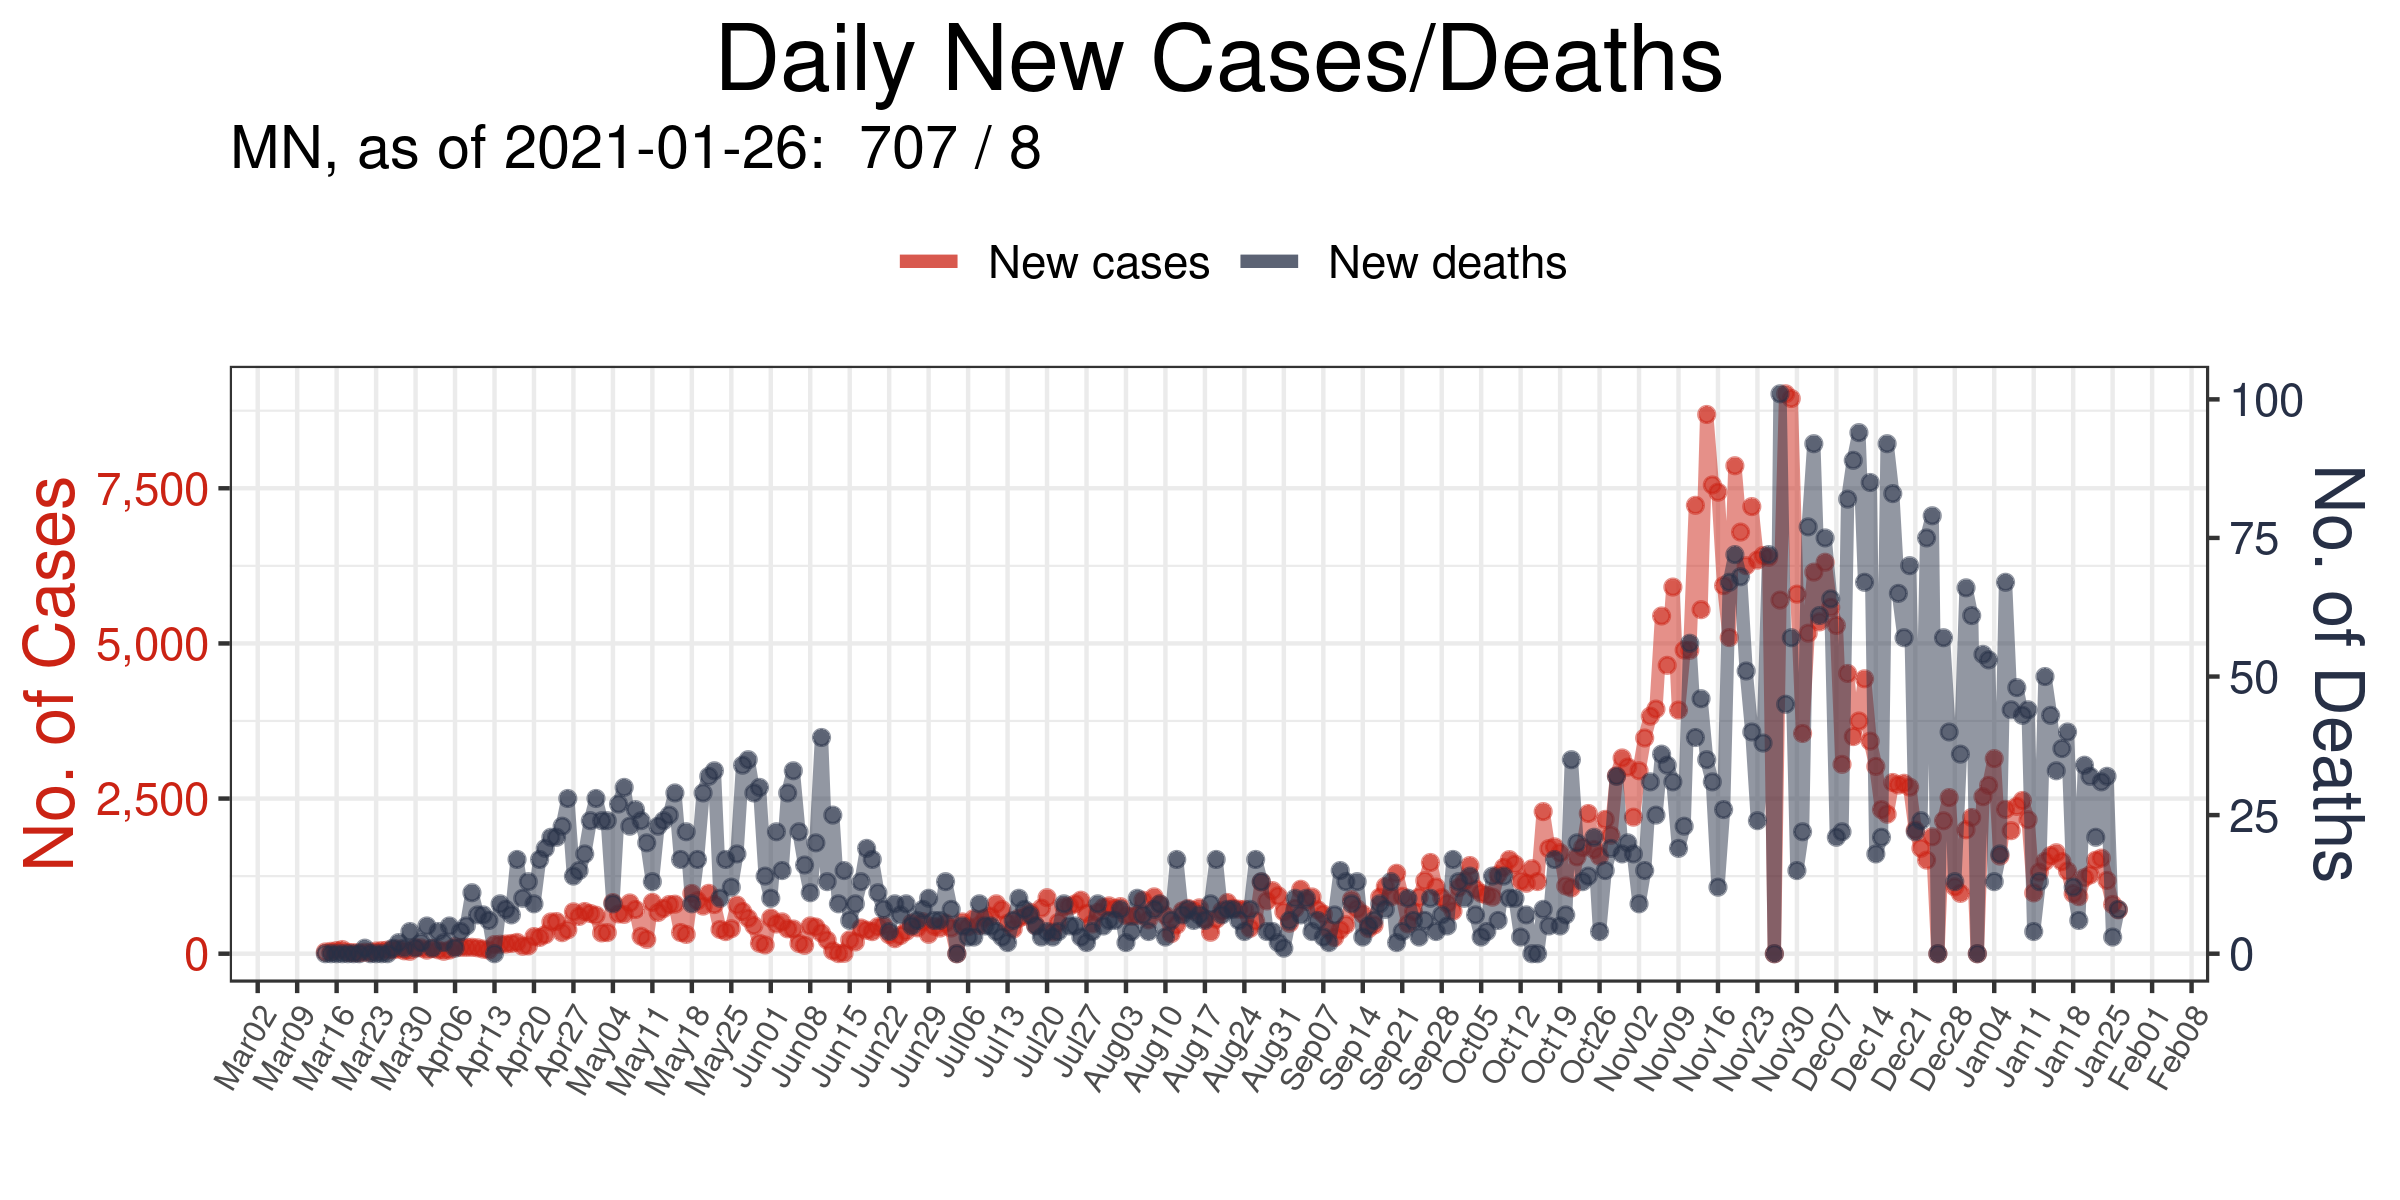 Daily New Cases/Deaths
MN, as of 2021-01-26: 707 / 8
New cases
New deaths
No. of Cases
7,500
5,000
2,500
0
100
75
50
25
0
No. of Deaths
Mar02
Mar09
Mar16
Mar23
Mar30
Apr06
Apr13
Apr20
Apr27
May04
May11
May18
May25
Jun01
Jun08
Jun15
Jun22
Jun29
Jul06
Jul13
Jul20
Jul27
Aug03
Aug10
Aug17
Aug24
Aug31
Sep07
Sep14
Sep21
Sep28
Oct05
Oct12
Oct19
Oct26
Nov02
Nov09
Nov16
Nov23
Nov30
Dec07
Dec14
Dec21
Dec28
Jan04
Jan11
Jan18
Jan25
Feb01
Feb08